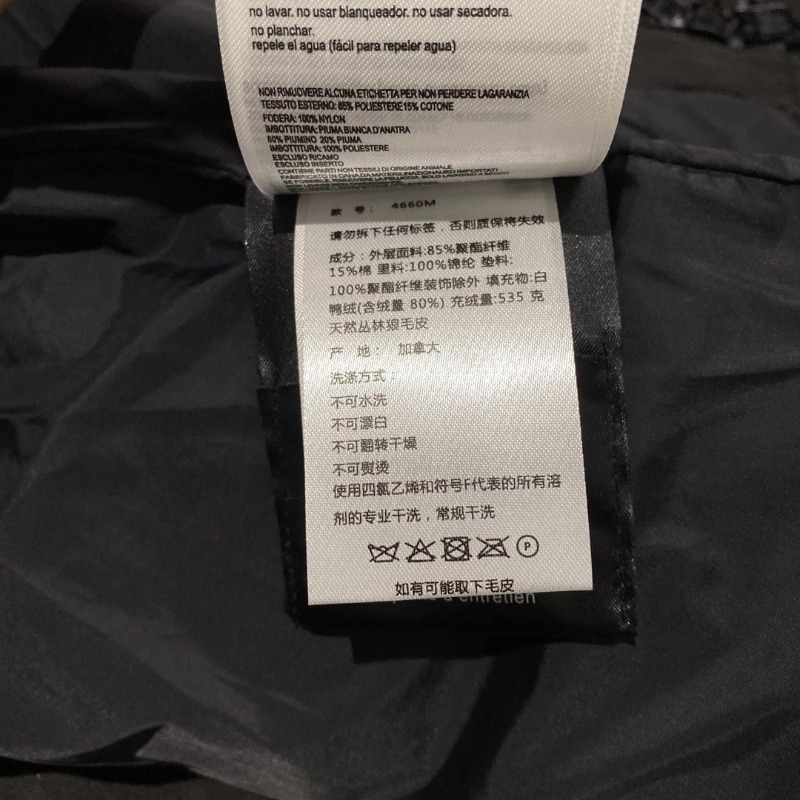 no lavar. no usar blanqueador. no usar secadora.
no planchar.
repele el agua (fácil para repeler agua)
NON RIMUOVERE ALCUNA ETICHETTA PER NON PERDERE LAGARANZIA
TESSUTO ESTERNO: 85% POLIESTERE 15% COTONE
FODERA: 100% NYLON
IMBOTTITURA: PIUMA BIANCA D'ANATRA
80% PIUMINO 20% PIUMA
IMBOTTITURA: 100% POLIESTERE
ESCLUSO RICAMO
ESCLUSO INSERTO
CONTIENE PARTI NON TESSILI DI ORIGINE ANIMALE
款 号： 4660M
请勿拆下任何标签，否则质保将失效
成分：外层面料:85%聚酯纤维
15%棉 里料:100%锦纶 垫料:
100%聚酯纤维装饰除外 填充物:白
鸭绒(含绒量 80%) 充绒量:535 克
天然丛林狼毛皮
产 地： 加拿大
洗涤方式：
不可水洗
不可漂白
不可翻转干燥
不可熨烫
使用四氯乙烯和符号F代表的所有溶
剂的专业干洗，常规干洗
P
如有可能取下毛皮
d'entretien